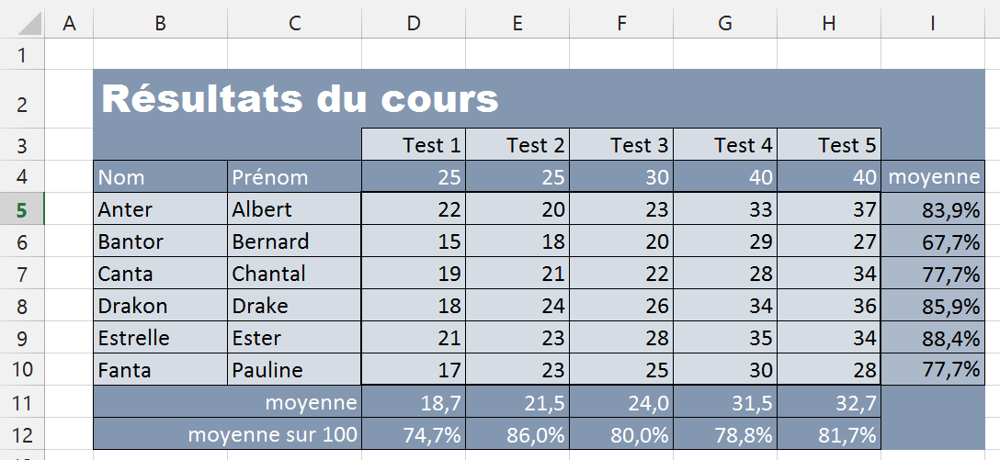 A B C D E F G H I
1
2 Résultats du cours
3 Test 1 Test 2 Test 3 Test 4 Test 5
4 Nom Prénom 25 25 30 40 40 moyenne
5 Anter Albert 22 20 23 33 37 83,9%
6 Bantor Bernard 15 18 20 29 27 67,7%
7 Canta Chantal 19 21 22 28 34 77,7%
8 Drakon Drake 18 24 26 34 36 85,9%
9 Estrelle Ester 21 23 28 35 34 88,4%
10 Fanta Pauline 17 23 25 30 28 77,7%
11 moyenne 18,7 21,5 24,0 31,5 32,7
12 moyenne sur 100 74,7% 86,0% 80,0% 78,8% 81,7%